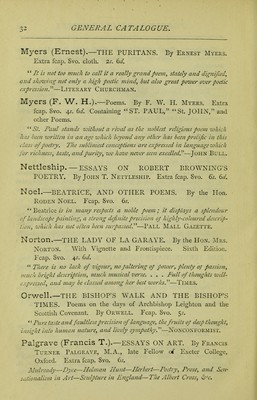 32 GENERAL CATALOGUE.
Myers (Ernest).—THE PURITANS. By ERNEST MYERS.
Extra fcap. 8vo. cloth. 2s. 6d.
"It is not too much to call it a really grand poem, stately and dignified,
and showing not only a high poetic mind, but also great power over poetic
expression."—LITERARY CHURCHMAN.
Myers (F. W. H.).—Poems. By F. W. H. MYERS. Extra
fcap. 8vo. 4s. 6d. Containing "ST. PAUL," "St. JOHN," and
other Poems.
"St. Paul stands without a rival as the noblest religious poem which
has been written in an age which beyond any other has been prolific in this
class of poetry. The sublimest conceptions are expressed in language which
for richness, taste, and purity, we have never seen excelled."—JOHN BULL.
Nettleship.—ESSAYS ON ROBERT BROWNING'S
POETRY. By JOHN T. NETTLESHIP. Extra fcap. 8vo. 6s. 6d.
Noel.—BEATRICE, AND OTHER POEMS. By the Hon.
RODEN NOEL. Fcap. 8vo. 6s.
"Beatrice is in many respects a noble poem; it displays a splendour
of landscape painting, a strong definite precision of highly-coloured descrip-
tion, which has not often been surpassed."—PALL MALL GAZETTE.
Norton.—THE LADY OF LA GARAYE. By the HON. MRS.
NORTON. With Vignette and Frontispiece. Sixth Edition.
Fcap. 8vo. 4s. 6d.
"There is no lack of vigour, no faltering of power, plenty of passion,
much bright description, much musical verse. . . . Full of thoughts well-
expressed, and may be classed among her best works."—TIMES.
Orwell.—THE BISHOP'S WALK AND THE BISHOP'S
TIMES. Poems on the days of Archbishop Leighton and the
Scottish Covenant. By ORWELL. Fcap. 8vo. 5s.
"Pure taste and faultless precision of language, the fruits of deep thought,
insight into human nature, and lively sympathy."—NONCONFORMIST.
Palgrave (Francis T.).—ESSAYS ON ART. By FRANCIS
TURNER PALGRAVE, M.A., late Fellow of Exeter College,
Oxford. Extra fcap. 8vo. 6s.
Mulready—Dyce—Holman Hunt—Herbert—Poetry, Prose, and Sen-
sationalism in Art—Sculpture in England—The Albert Cross, &c.